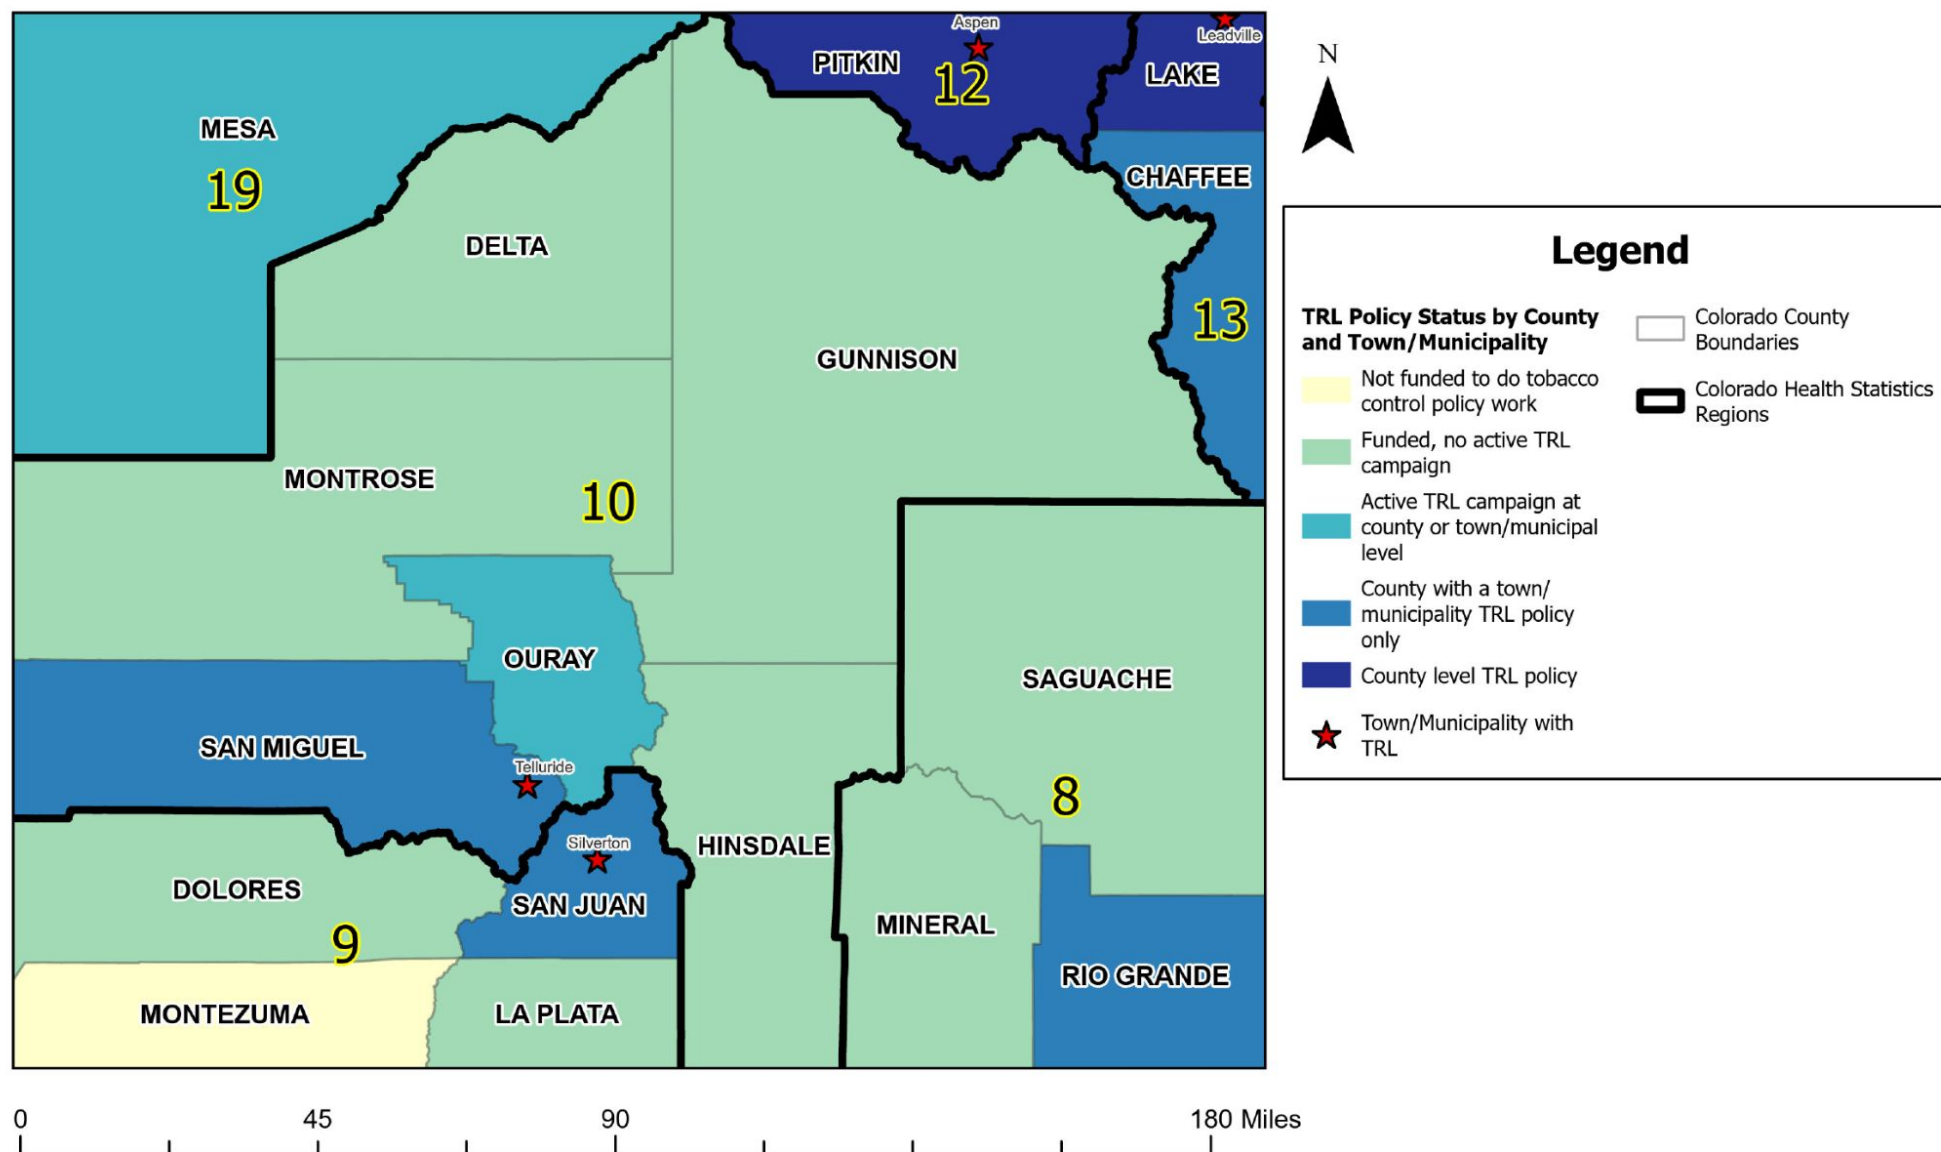 Aspen
Leadville
PITKIN
12
LAKE
MESA
19
CHAFFEE
DELTA
13
GUNNISON
MONTROSE
10
OURAY
SAGUACHE
SAN MIGUEL
Telluride
8
Silverton
HINSDALE
DOLORES
SAN JUAN
9
MINERAL
RIO GRANDE
MONTEZUMA
LA PLATA
0 45 90 180 Miles
N
Legend
TRL Policy Status by County
and Town/Municipality
Not funded to do tobacco
control policy work
Funded, no active TRL
campaign
Active TRL campaign at
county or town/municipal
level
County with a town/
municipality TRL policy
only
County level TRL policy
Town/Municipality with
TRL
Colorado County
Boundaries
Colorado Health Statistics
Regions